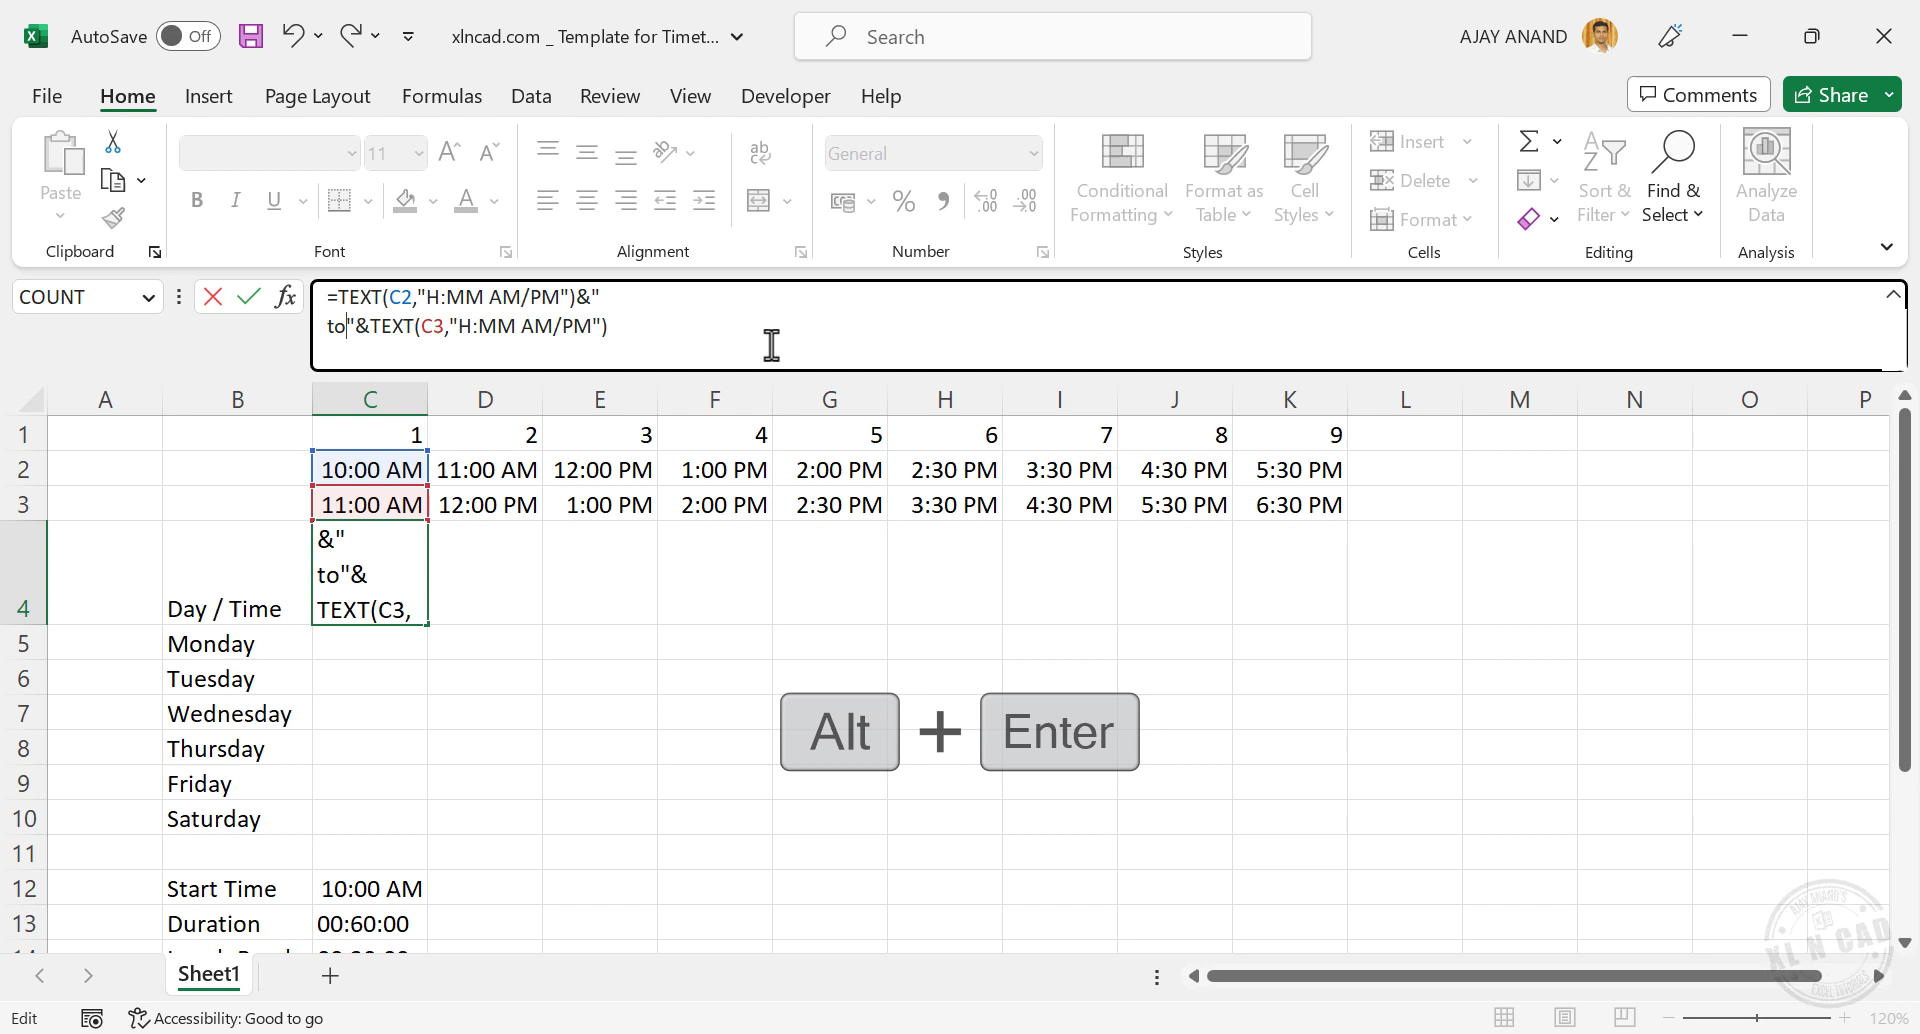 AutoSave Off xlncad.com _ Template for Timet... Search AJAY ANAND
File Home Insert Page Layout Formulas Data Review View Developer Help Comments Share
Paste
Clipboard
11
B I U
Font
ab
Alignment
General
% 9
Number
Conditional Formatting
Format as Table
Cell Styles
Styles
Insert
Delete
Format
Cells
Sort & Filter
Find & Select
Editing
Analyze Data
Analysis
COUNT fx =TEXT(C2,"H:MM AM/PM")&"
to"&TEXT(C3,"H:MM AM/PM")
A B C D E F G H I J K L M N O P
1 1 2 3 4 5 6 7 8 9
2 10:00 AM 11:00 AM 12:00 PM 1:00 PM 2:00 PM 2:30 PM 3:30 PM 4:30 PM 5:30 PM
3 11:00 AM 12:00 PM 1:00 PM 2:00 PM 2:30 PM 3:30 PM 4:30 PM 5:30 PM 6:30 PM
&"
to"&
4 Day / Time TEXT(C3,
5 Monday
6 Tuesday
7 Wednesday
Alt + Enter
8 Thursday
9 Friday
10 Saturday
11
12 Start Time 10:00 AM
13 Duration 00:60:00
XL N CAD
Sheet1
Edit Accessibility: Good to go 120%